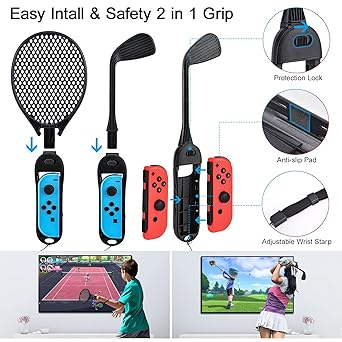 Easy Intall & Safety 2 in 1 Grip
Protection Lock
Anti-slip Pad
Adjustable Wrist Starp